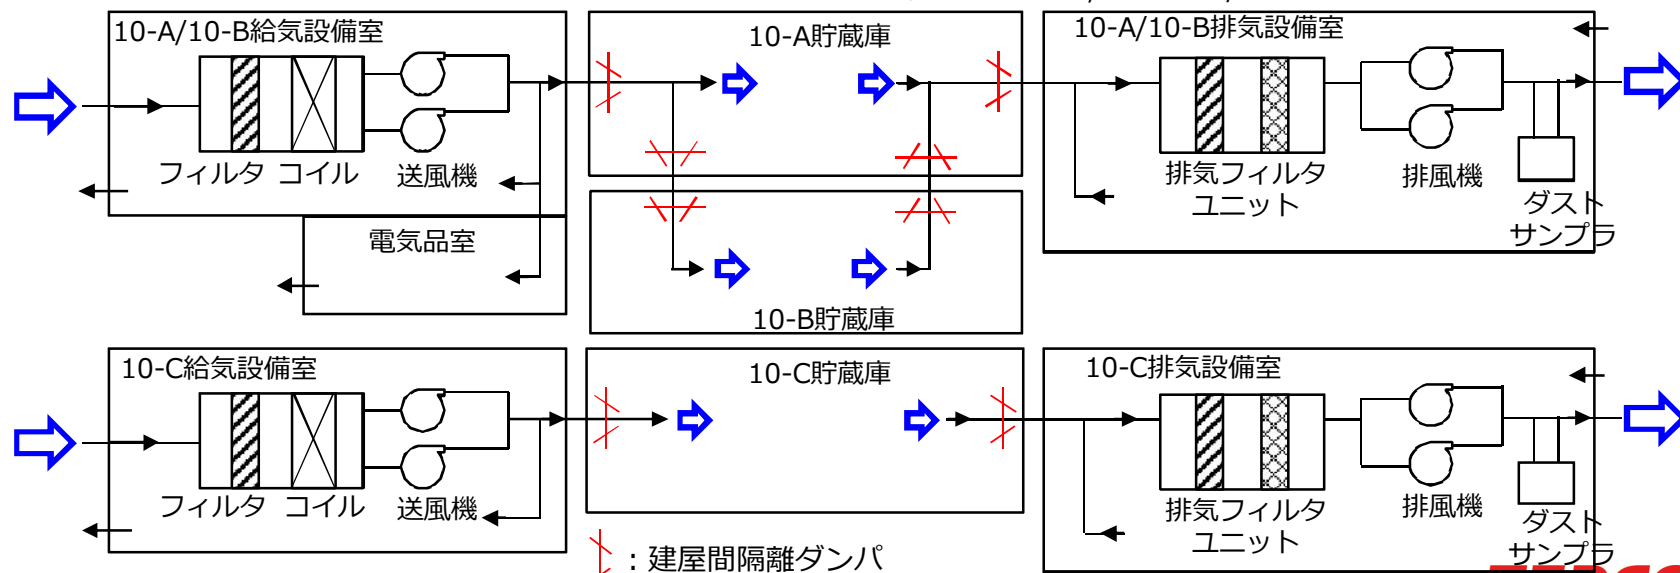 10-A/10-B給気設備室
10-A貯蔵庫
10-A/10-B排気設備室
フィルタ コイル 送風機
排気フィルタ
ユニット
排風機
ダスト
サンプラ
電気品室
10-B貯蔵庫
10-C給気設備室
10-C貯蔵庫
10-C排気設備室
フィルタ コイル 送風機
排気フィルタ
ユニット
排風機
ダスト
サンプラ
：建屋間隔離ダンパ